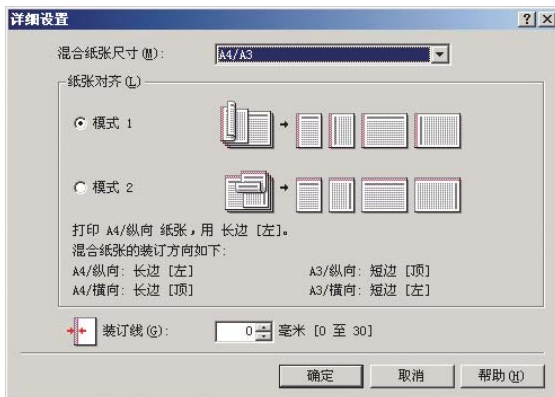 详细设置
混合纸张尺寸(M): A4/A3
纸张对齐(L)
模式 1
模式 2
打印 A4/纵向 纸张，用 长边 [左]。
混合纸张的装订方向如下:
A4/纵向: 长边 [左] A3/纵向: 短边 [顶]
A4/横向: 长边 [顶] A3/横向: 短边 [左]
装订线(G): 0 毫米 [0 至 30]
确定 取消 帮助(H)